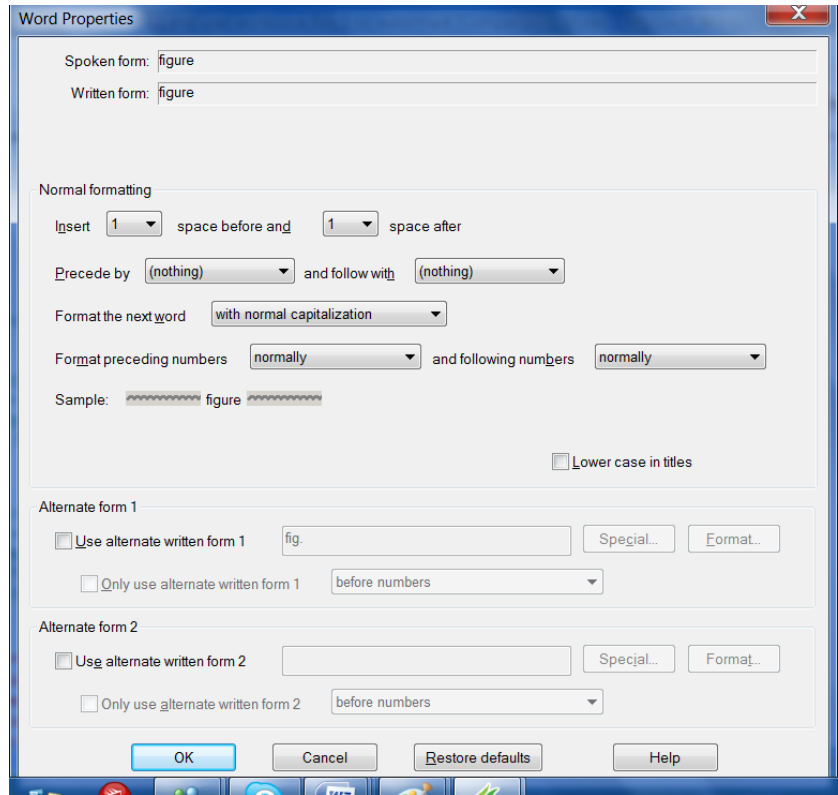 Word Properties
Spoken form: figure
Written form: figure
Normal formatting
Insert 1 space before and 1 space after
Precede by (nothing) and follow with (nothing)
Format the next word with normal capitalization
Format preceding numbers normally and following numbers normally
Sample: figure
Lower case in titles
Alternate form 1
Use alternate written form 1 fig. Special... Format...
Only use alternate written form 1 before numbers
Alternate form 2
Use alternate written form 2 Special... Format...
Only use alternate written form 2 before numbers
OK Cancel Restore defaults Help